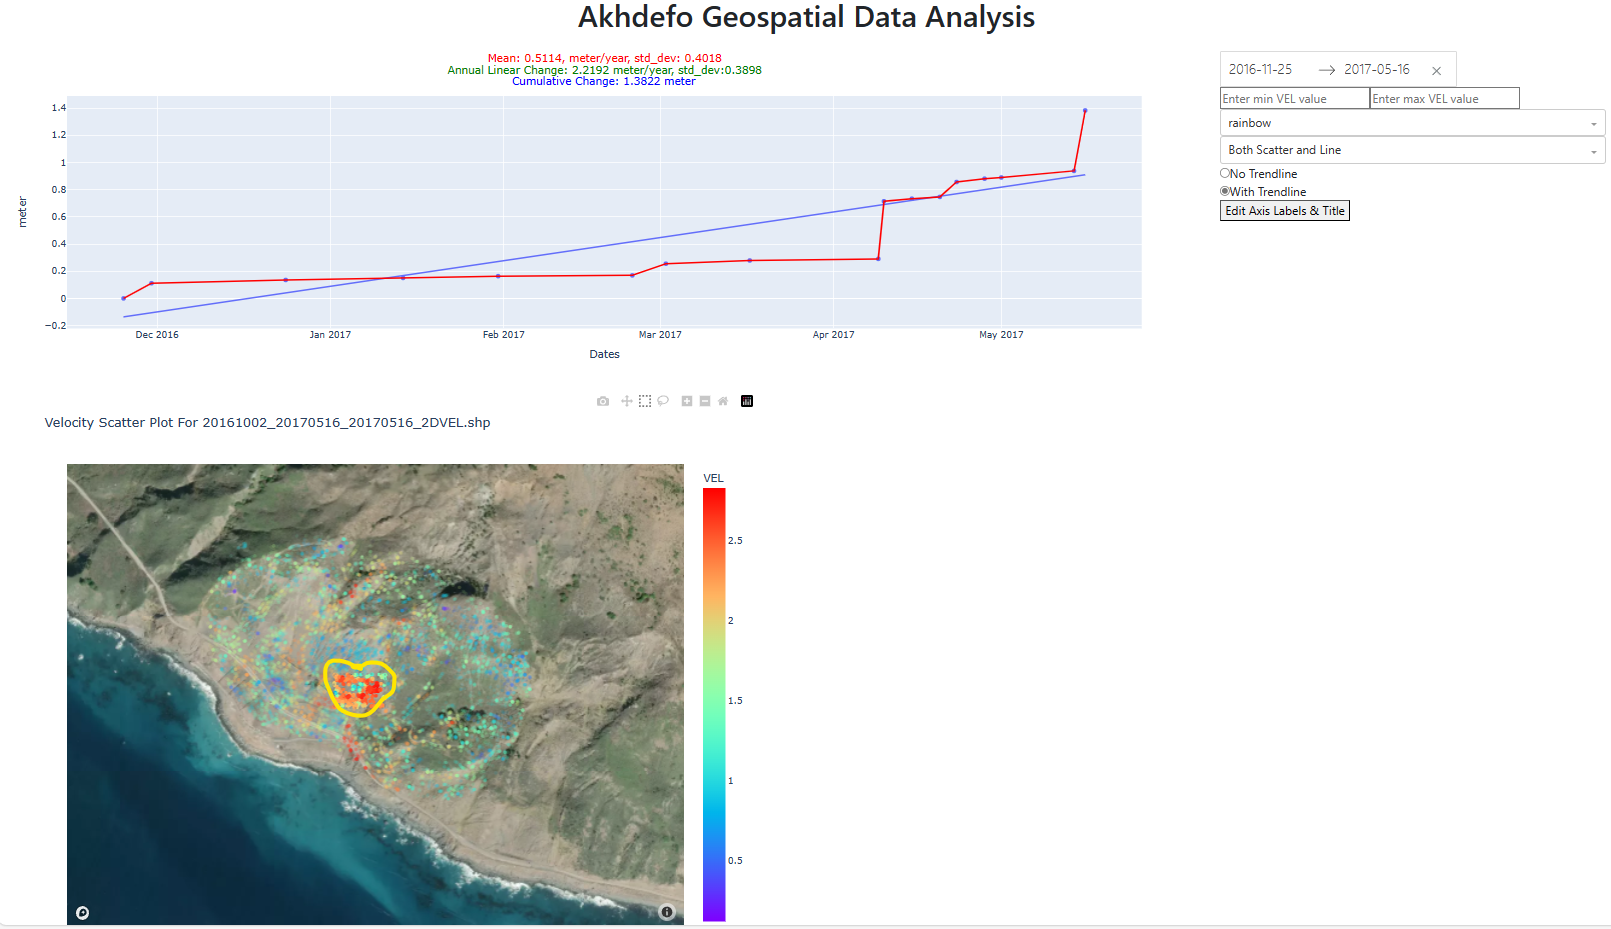 Akhdefo Geospatial Data Analysis
Mean: 0.5114, meter/year, std_dev: 0.4018
Annual Linear Change: 2.2192 meter/year, std_dev:0.3898
Cumulative Change: 1.3822 meter
2016-11-25 → 2017-05-16 ×
Enter min VEL value Enter max VEL value
rainbow
Both Scatter and Line
No Trendline
With Trendline
Edit Axis Labels & Title
meter
1.4
1.2
1
0.8
0.6
0.4
0.2
0
−0.2
Dec 2016 Jan 2017 Feb 2017 Mar 2017 Apr 2017 May 2017
Dates
Velocity Scatter Plot For 20161002_20170516_20170516_2DVEL.shp
VEL
2.5
2
1.5
1
0.5